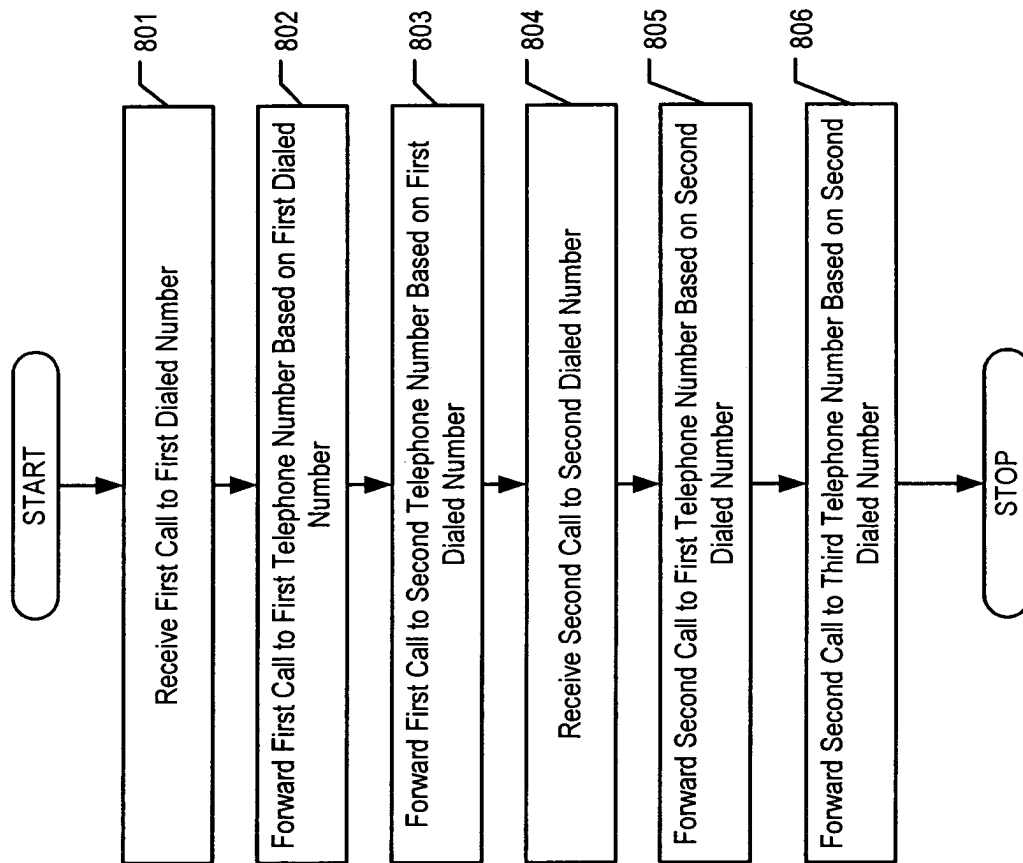 START
Receive First Call to First Dialed Number
801
Forward First Call to First Telephone Number Based on First Dialed
Number
802
Forward First Call to Second Telephone Number Based on First
Dialed Number
803
Receive Second Call to Second Dialed Number
804
Forward Second Call to First Telephone Number Based on Second
Dialed Number
805
Forward Second Call to Third Telephone Number Based on Second
Dialed Number
806
STOP